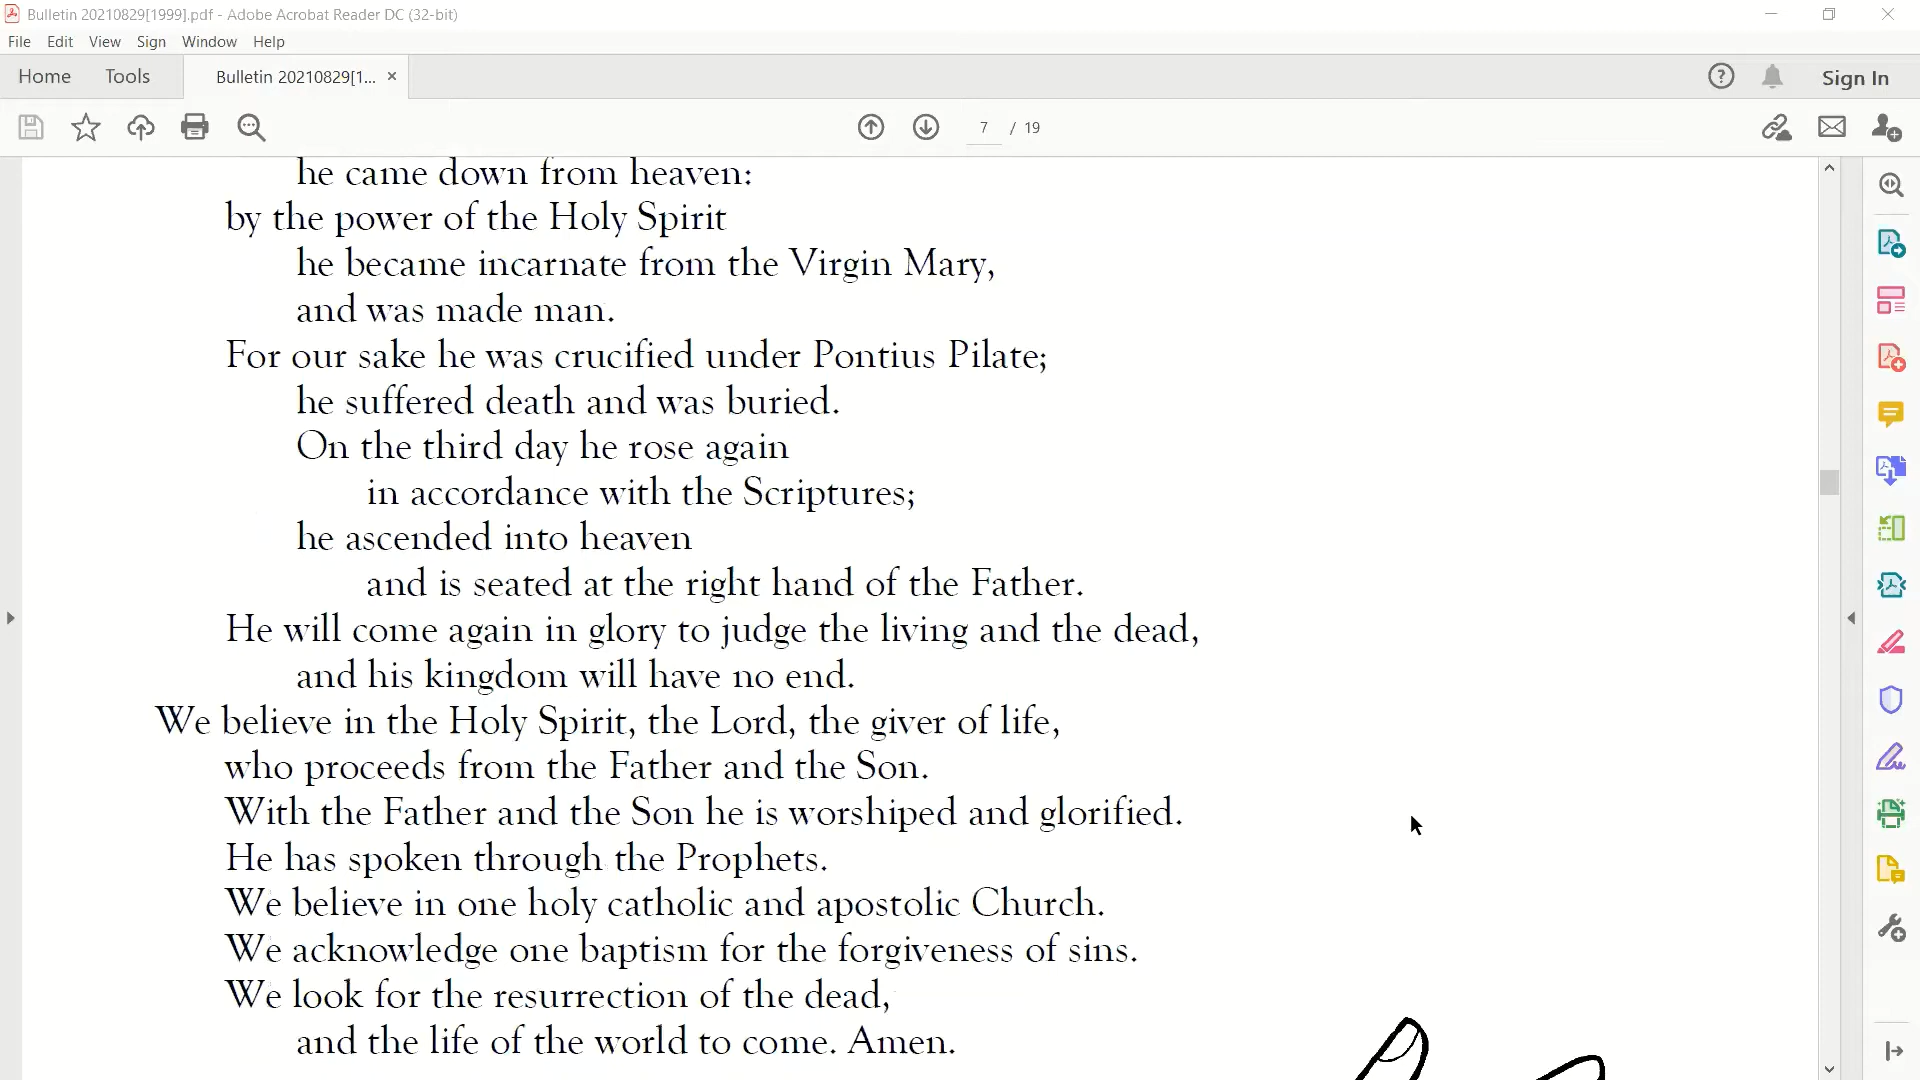 Bulletin 20210829[1999].pdf - Adobe Acrobat Reader DC (32-bit)
File Edit View Sign Window Help
Home Tools Bulletin 20210829[1... × Sign In
7 / 19
he came down from heaven:
by the power of the Holy Spirit
he became incarnate from the Virgin Mary,
and was made man.
For our sake he was crucified under Pontius Pilate;
he suffered death and was buried.
On the third day he rose again
in accordance with the Scriptures;
he ascended into heaven
and is seated at the right hand of the Father.
He will come again in glory to judge the living and the dead,
and his kingdom will have no end.
We believe in the Holy Spirit, the Lord, the giver of life,
who proceeds from the Father and the Son.
With the Father and the Son he is worshiped and glorified.
He has spoken through the Prophets.
We believe in one holy catholic and apostolic Church.
We acknowledge one baptism for the forgiveness of sins.
We look for the resurrection of the dead,
and the life of the world to come. Amen.